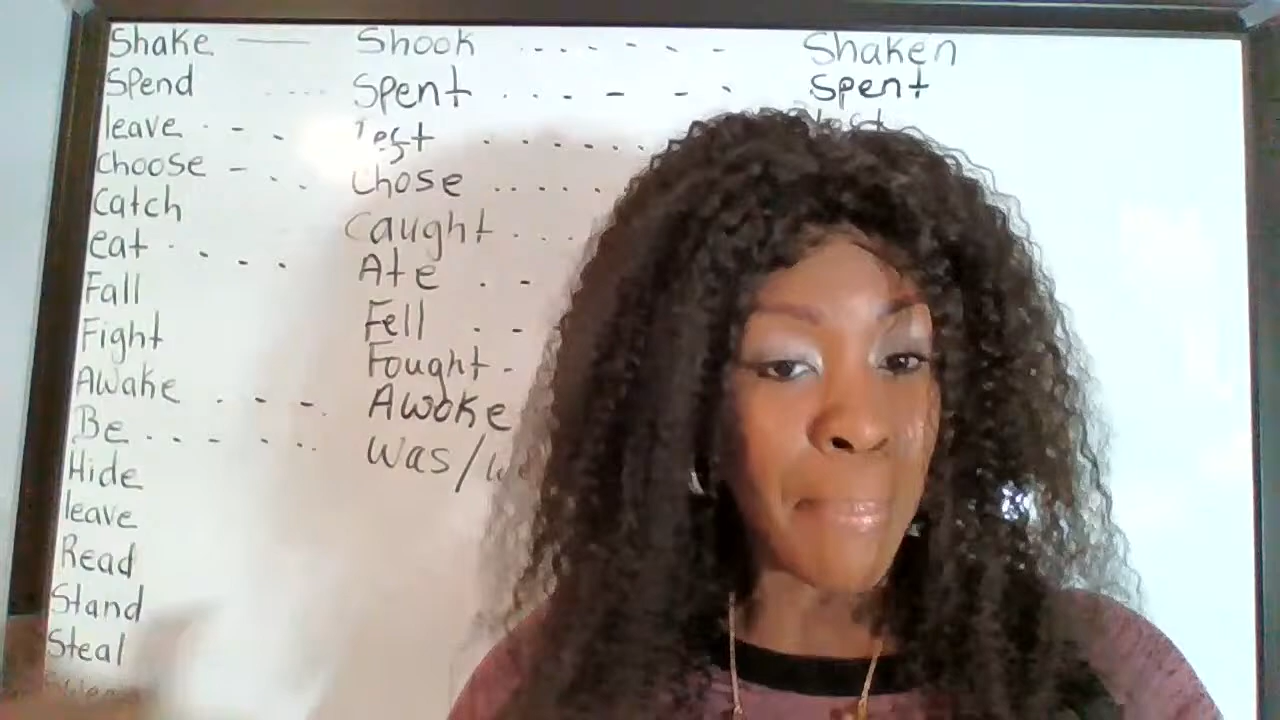 Shake —— Shook ...... Shaken
Spend .... Spent ...... Spent
leave . - - . lest ......
Choose - . . . Chose ......
Catch Caught ...
eat . . - - . Ate . -
Fall Fell . -
Fight Fought -
Awake . - - . Awoke
Be . . - . - . . Was/
Hide
leave
Read
Stand
Steal